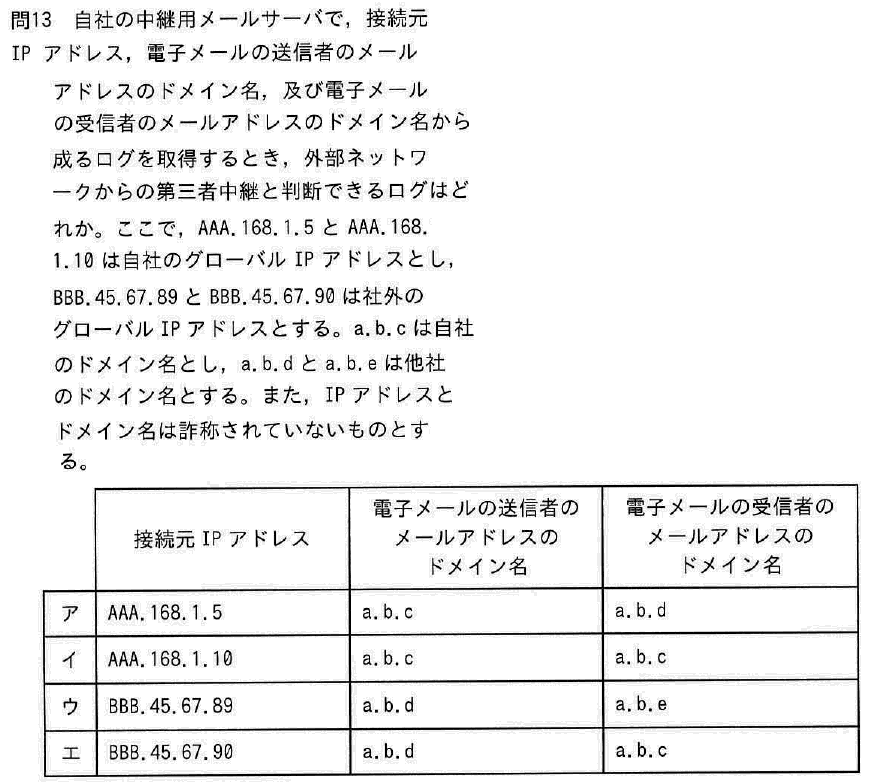 問13 自社の中継用メールサーバで，接続元
IP アドレス，電子メールの送信者のメール
アドレスのドメイン名，及び電子メール
の受信者のメールアドレスのドメイン名から
成るログを取得するとき，外部ネットワ
ークからの第三者中継と判断できるログはど
れか。ここで，AAA.168.1.5 と AAA.168.
1.10 は自社のグローバル IP アドレスとし，
BBB.45.67.89 と BBB.45.67.90 は社外の
グローバル IP アドレスとする。a.b.c は自社
のドメイン名とし，a.b.d と a.b.e は他社
のドメイン名とする。また，IP アドレスと
ドメイン名は詐称されていないものとす
る。
接続元 IP アドレス
電子メールの送信者の
メールアドレスの
ドメイン名
電子メールの受信者の
メールアドレスの
ドメイン名
ア AAA.168.1.5 a.b.c a.b.d
イ AAA.168.1.10 a.b.c a.b.c
ウ BBB.45.67.89 a.b.d a.b.e
エ BBB.45.67.90 a.b.d a.b.c